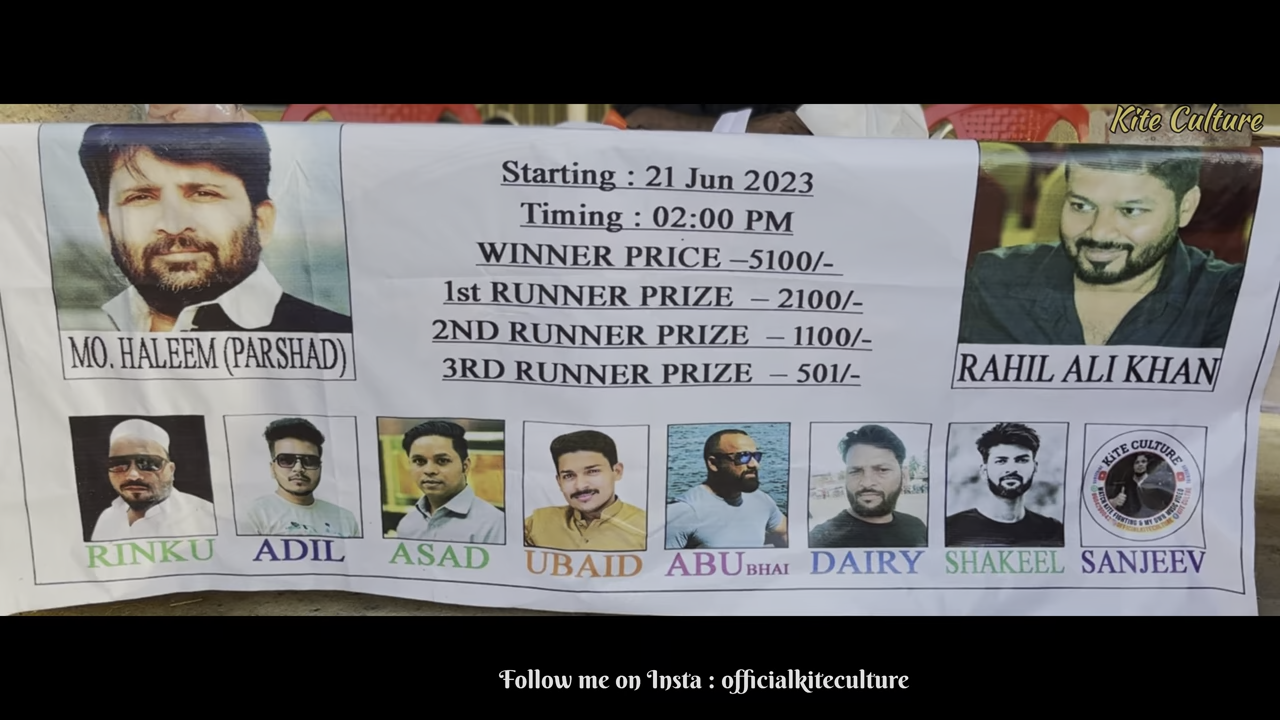 Kite Culture
Starting : 21 Jun 2023
Timing : 02:00 PM
WINNER PRICE –5100/-
1st RUNNER PRIZE – 2100/-
2ND RUNNER PRIZE – 1100/-
3RD RUNNER PRIZE – 501/-
MO. HALEEM (PARSHAD)
RAHIL ALI KHAN
KITE CULTURE
RINKU
ADIL
ASAD
UBAID
ABU BHAI
DAIRY
SHAKEEL
SANJEEV
Follow me on Insta : officialkiteculture